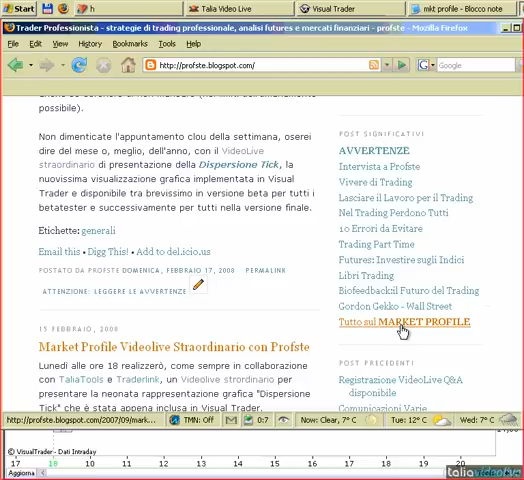 Start
h
Talia Video Live
Visual Trader
mkt profile - Blocco note
Trader Professionista - strategie di trading professionale, analisi futures e mercati finanziari - profste - Mozilla Firefox
File Edit View History Bookmarks Tools Help
http://profste.blogspot.com/
Google
possibile).
Non dimenticate l'appuntamento clou della settimana, oserei
dire del mese o, meglio, dell'anno, con il VideoLive
straordinario di presentazione della Dispersione Tick, la
nuovissima visualizzazione grafica implementata in Visual
Trader e disponibile tra brevissimo in versione beta per tutti i
betatester e successivamente per tutti nella versione finale.
Etichette: generali
Email this • Digg This! • Add to del.icio.us
POSTATO DA PROFSTE DOMENICA, FEBBRAIO 17, 2008 PERMALINK
ATTENZIONE: LEGGERE LE AVVERTENZE
15 FEBBRAIO, 2008
Market Profile Videolive Straordinario con Profste
Lunedí alle ore 18 realizzerò, come sempre in collaborazione
con TaliaTools e Traderlink, un Videolive strordinario per
presentare la neonata rappresentazione grafica "Dispersione
Tick" che è stata appena inclusa in Visual Trader.
POST SIGNIFICATIVI
AVVERTENZE
Intervista a Profste
Vivere di Trading
Lasciare il Lavoro per il Trading
Nel Trading Perdono Tutti
10 Errori da Evitare
Trading Part Time
Futures: Investire sugli Indici
Libri Trading
Biofeedbackil Futuro del Trading
Gordon Gekko - Wall Street
Tutto sul MARKET PROFILE
POST PRECEDENTI
Registrazione VideoLive Q&A
disponibile
Comunicazioni Varie
http://profste.blogspot.com/2007/09/mark...
TMN: Off
0:7
Now: Clear, 7° C
Tue: 12° C
Wed: 7° C
© VisualTrader - Dati Intraday
17 18 10 11 12 13 14 15 16 17 18 19 20
Aggiorna